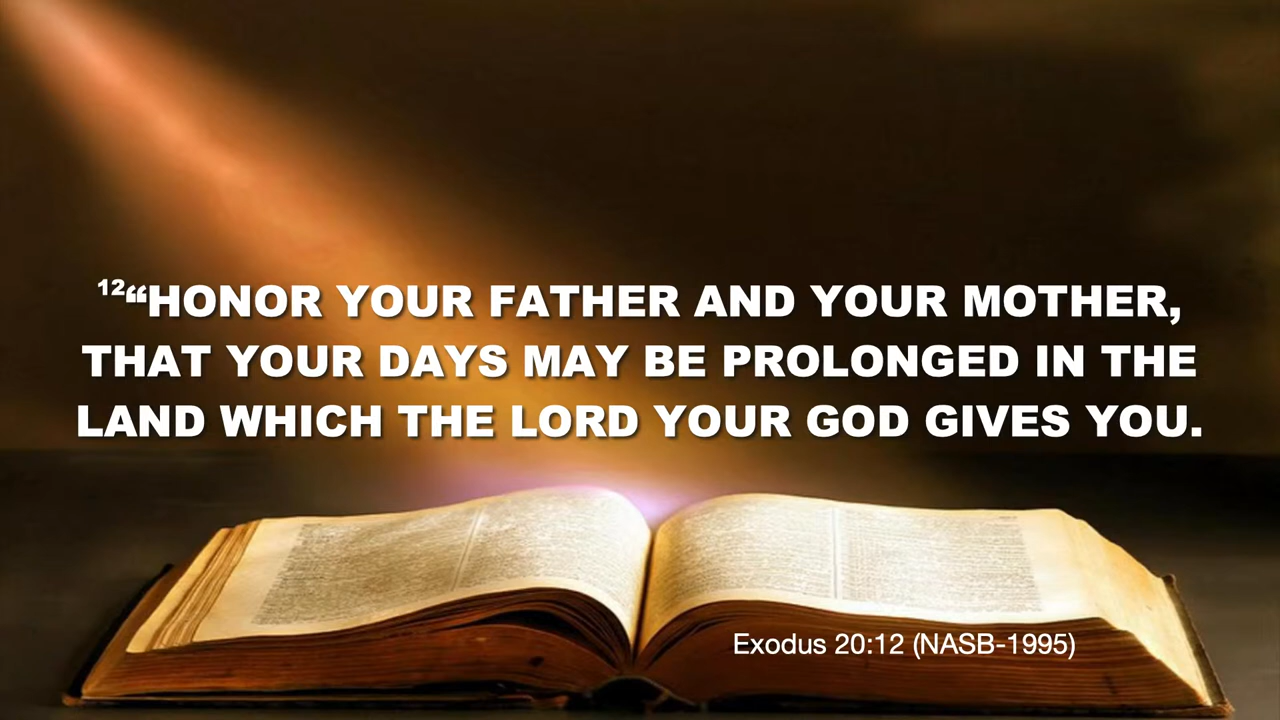 ¹²“HONOR YOUR FATHER AND YOUR MOTHER,
THAT YOUR DAYS MAY BE PROLONGED IN THE
LAND WHICH THE LORD YOUR GOD GIVES YOU.
Exodus 20:12 (NASB-1995)